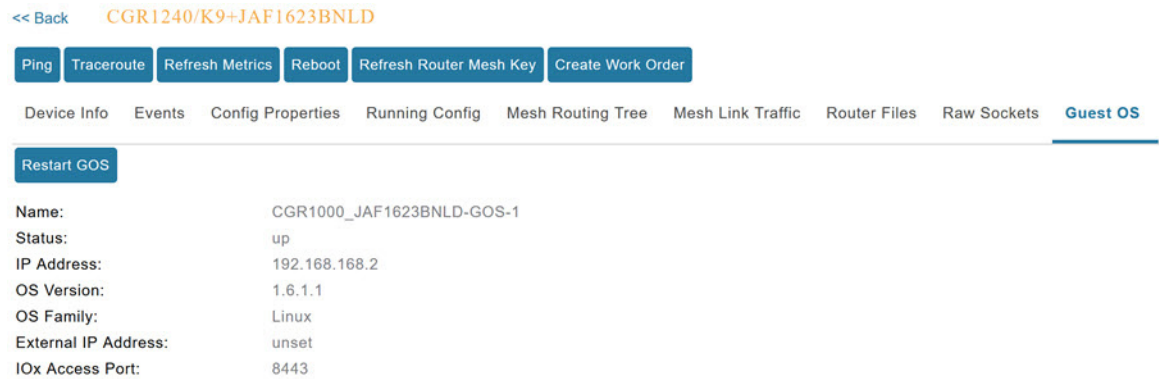 << Back CGR1240/K9+JAF1623BNLD
Ping Traceroute Refresh Metrics Reboot Refresh Router Mesh Key Create Work Order
Device Info Events Config Properties Running Config Mesh Routing Tree Mesh Link Traffic Router Files Raw Sockets Guest OS
Restart GOS
Name: CGR1000_JAF1623BNLD-GOS-1
Status: up
IP Address: 192.168.168.2
OS Version: 1.6.1.1
OS Family: Linux
External IP Address: unset
IOx Access Port: 8443